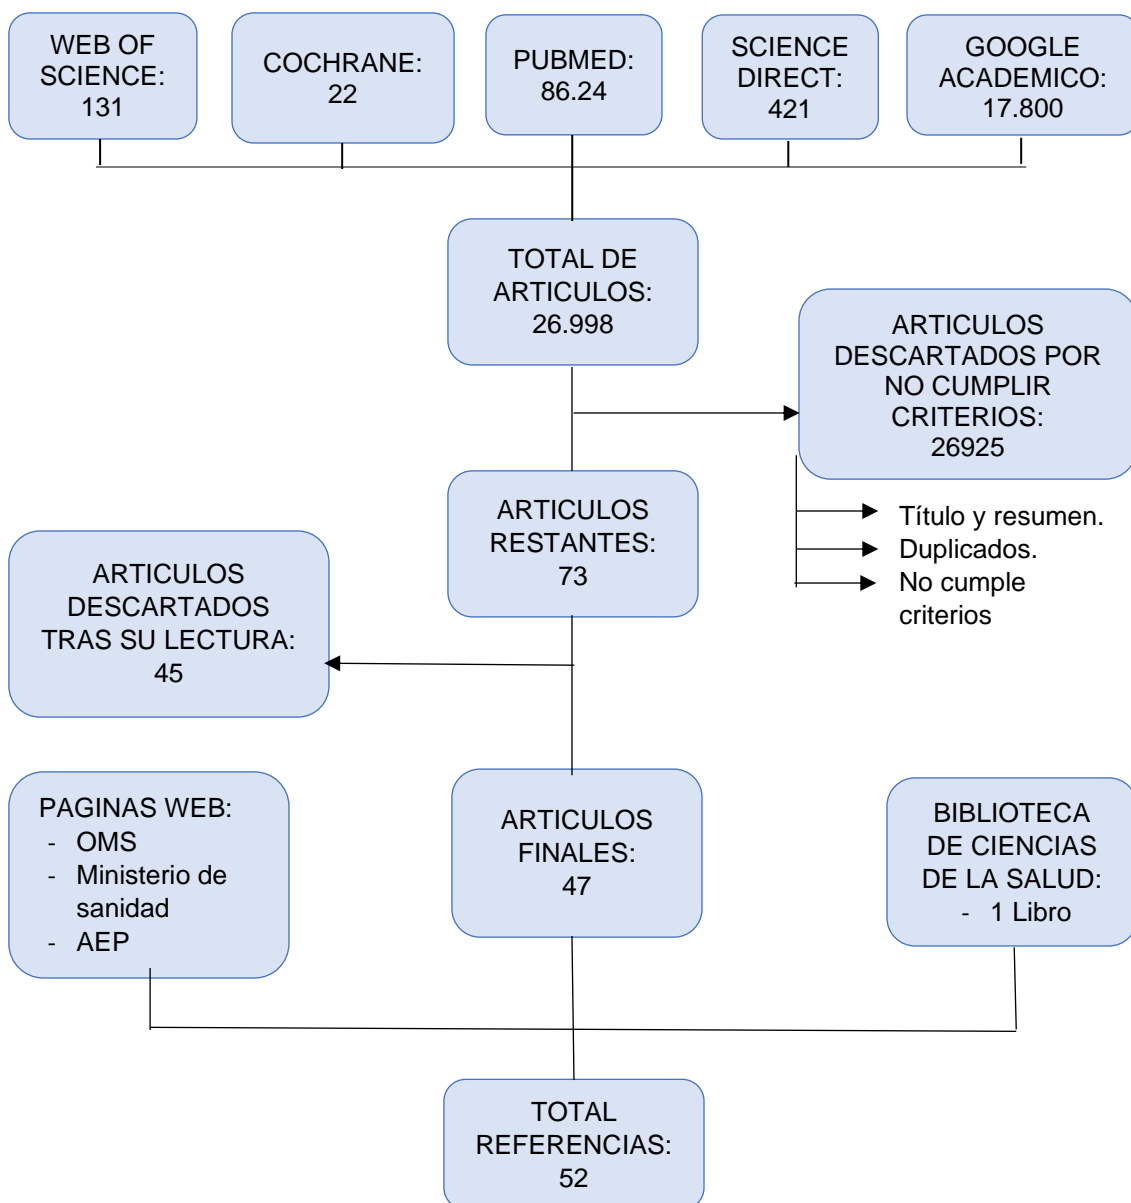 WEB OF
SCIENCE:
131
COCHRANE:
22
PUBMED:
86.24
SCIENCE
DIRECT:
421
GOOGLE
ACADEMICO:
17.800
TOTAL DE
ARTICULOS:
26.998
ARTICULOS
DESCARTADOS POR
NO CUMPLIR
CRITERIOS:
26925
Título y resumen.
Duplicados.
No cumple
criterios
ARTICULOS
RESTANTES:
73
ARTICULOS
DESCARTADOS
TRAS SU LECTURA:
45
PAGINAS WEB:
- OMS
- Ministerio de
sanidad
- AEP
ARTICULOS
FINALES:
47
BIBLIOTECA
DE CIENCIAS
DE LA SALUD:
- 1 Libro
TOTAL
REFERENCIAS:
52